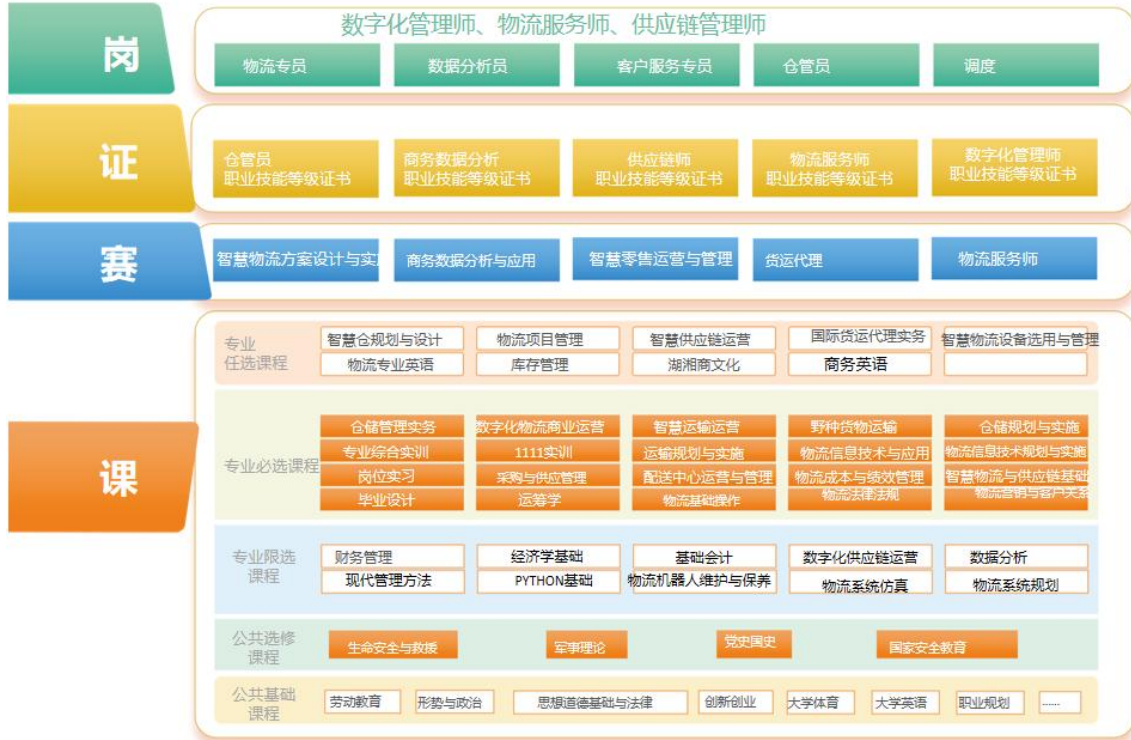 岗
数字化管理师、物流服务师、供应链管理师
物流专员 数据分析员 客户服务专员 仓管员 调度
证
仓管员
职业技能等级证书
商务数据分析
职业技能等级证书
供应链师
职业技能等级证书
物流服务师
职业技能等级证书
数字化管理师
职业技能等级证书
赛
智慧物流方案设计与实 商务数据分析与应用 智慧零售运营与管理 货运代理 物流服务师
课
专业
任选课程
智慧仓规划与设计 物流项目管理 智慧供应链运营 国际货运代理实务 智慧物流设备选用与管理
物流专业英语 库存管理 湖湘商文化 商务英语
专业必选课程
仓储管理实务 数字化物流商业运营 智慧运输运营 野种货物运输 仓储规划与实施
专业综合实训 1111实训 运输规划与实施 物流信息技术与应用 物流信息技术规划与实施
岗位实习 采购与供应管理 配送中心运营与管理 物流成本与绩效管理 智慧物流与供应链基础
毕业设计 运筹学 物流基础操作 物流法律法规 物流营销与客户关系
专业限选
课程
财务管理 经济学基础 基础会计 数字化供应链运营 数据分析
现代管理方法 PYTHON基础 物流机器人维护与保养 物流系统仿真 物流系统规划
公共选修
课程
生命安全与救援 军事理论 党史国史 国家安全教育
公共基础
课程
劳动教育 形势与政治 思想道德基础与法律 创新创业 大学体育 大学英语 职业规划 ......